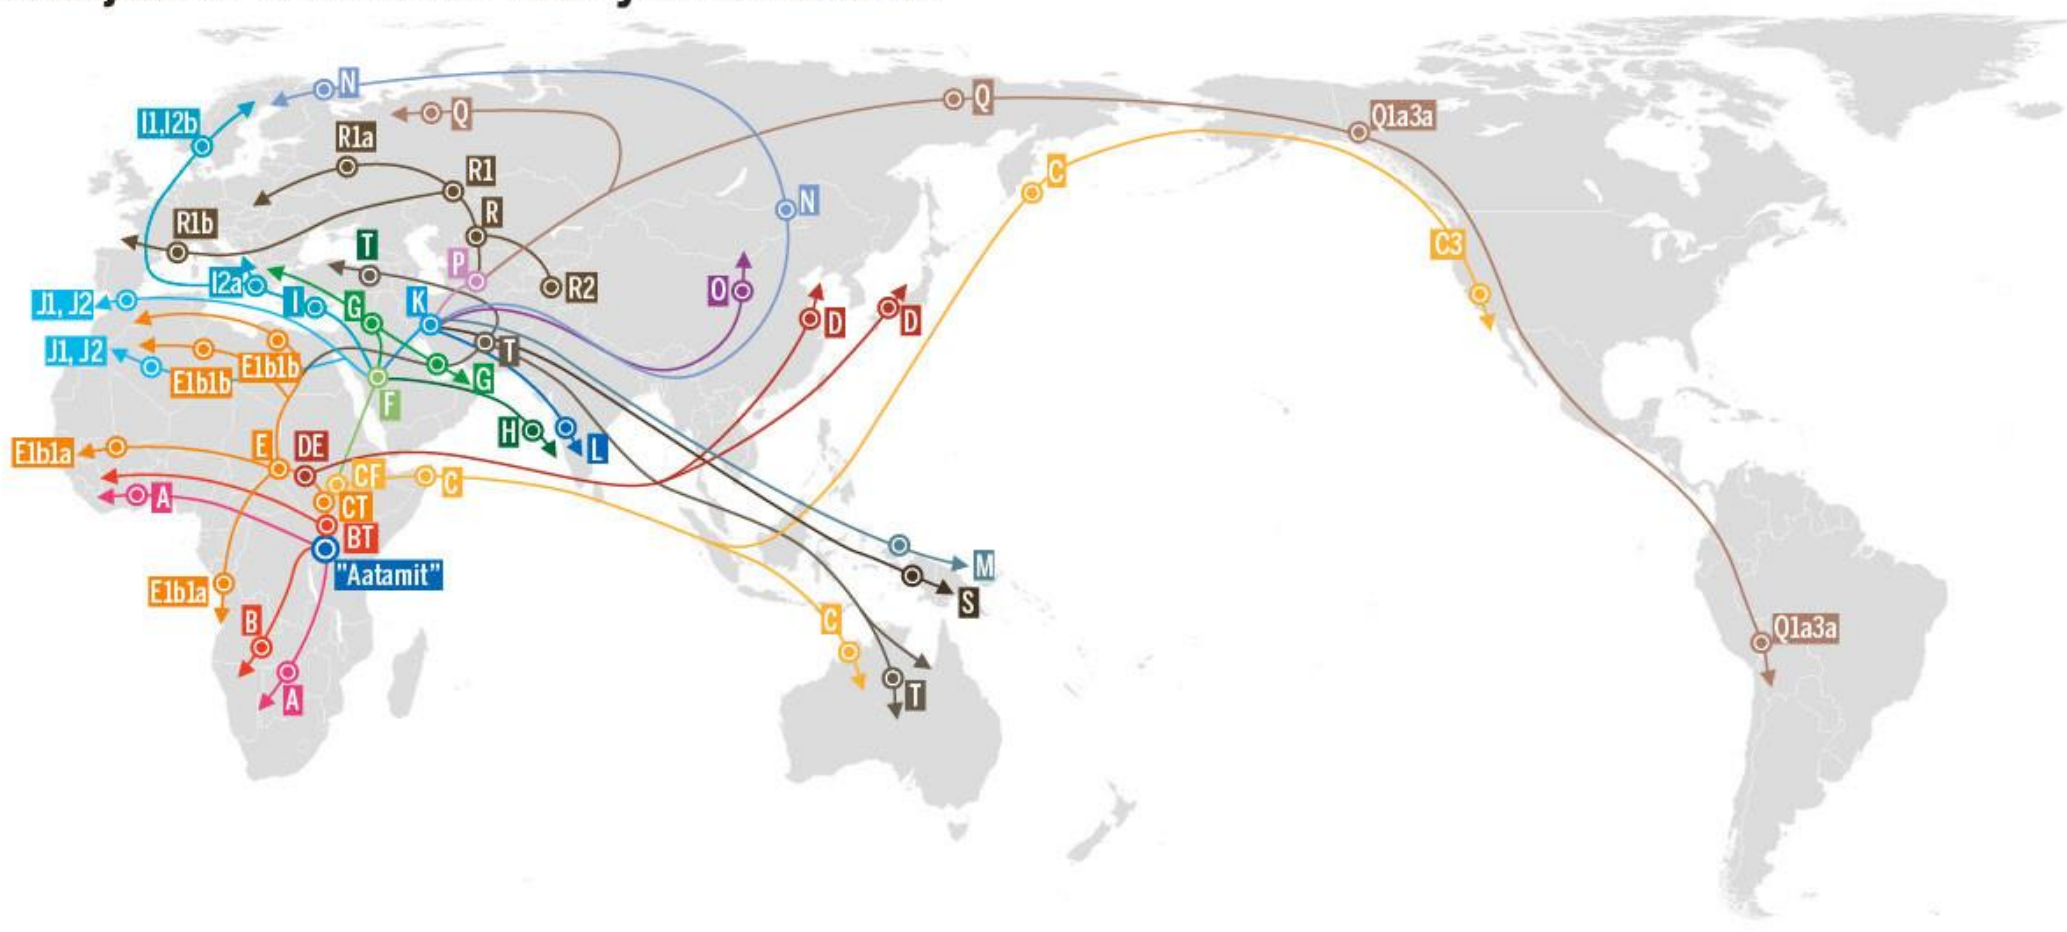 N
Q
Q
Q1a3a
I1,I2b
R1a
R1
C
R
N
R1b
T
C3
P
I2a
O
R2
J1, J2
I
G
K
D
D
J1, J2
E1b1b
E1b1b
T
G
F
H
L
E1b1a
E
DE
CF
C
A
CT
BT
"Aatamit"
M
E1b1a
S
B
C
Q1a3a
A
T